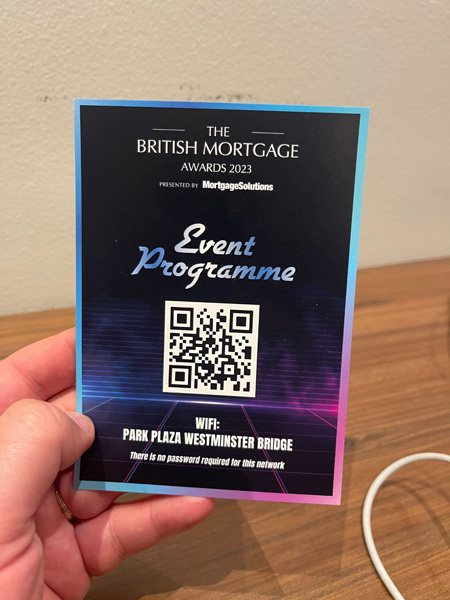 THE
BRITISH MORTGAGE
AWARDS 2023
PRESENTED BY MortgageSolutions
Event
Programme
WIFI:
PARK PLAZA WESTMINSTER BRIDGE
There is no password required for this network